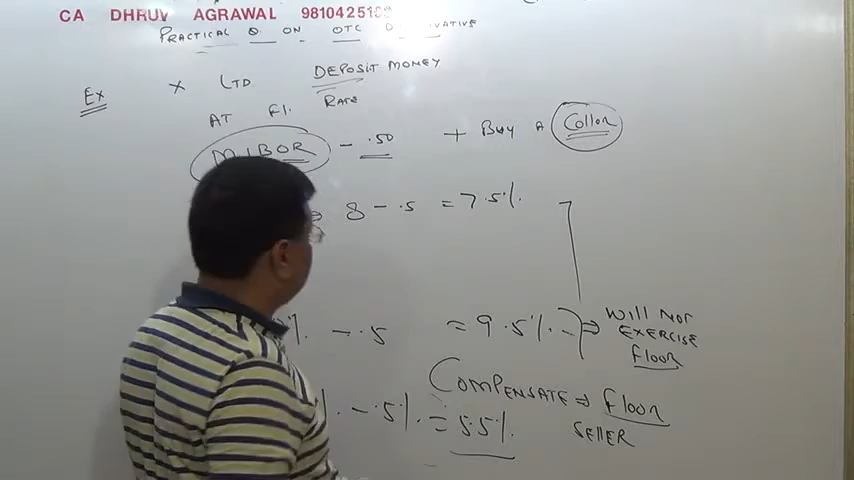 CA DHRUV AGRAWAL 98104251
PRACTICAL Q. ON OTC
Ex X LTD DEPOSIT MONEY
AT Fl. RATE
MIBOR - .50 + BUY A Collar
8 - .5 = 7.5%
% - .5 = 9.5% ⇒ WILL NOT
EXERCISE
Floor
COMPENSATE ⇒ Floor
SELLER
% - .5% = 5.5%